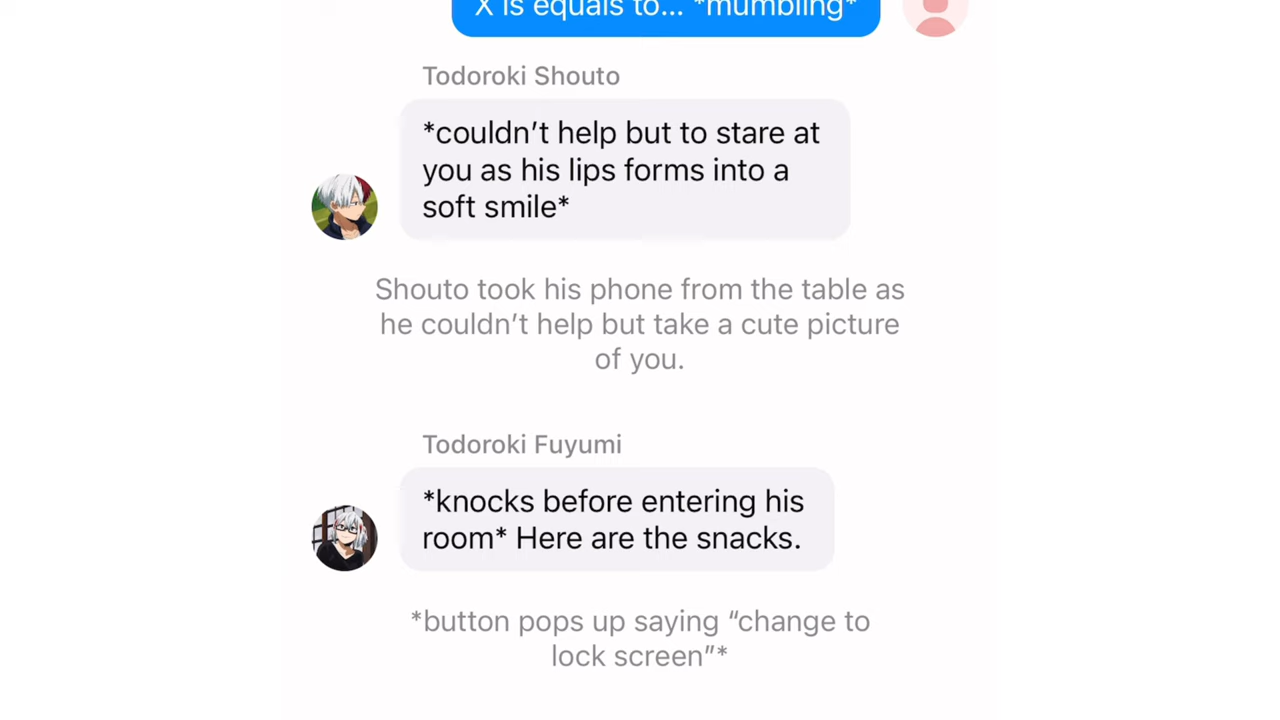 X is equals to... *mumbling*
Todoroki Shouto
*couldn’t help but to stare at
you as his lips forms into a
soft smile*
Shouto took his phone from the table as
he couldn’t help but take a cute picture
of you.
Todoroki Fuyumi
*knocks before entering his
room* Here are the snacks.
*button pops up saying “change to
lock screen”*